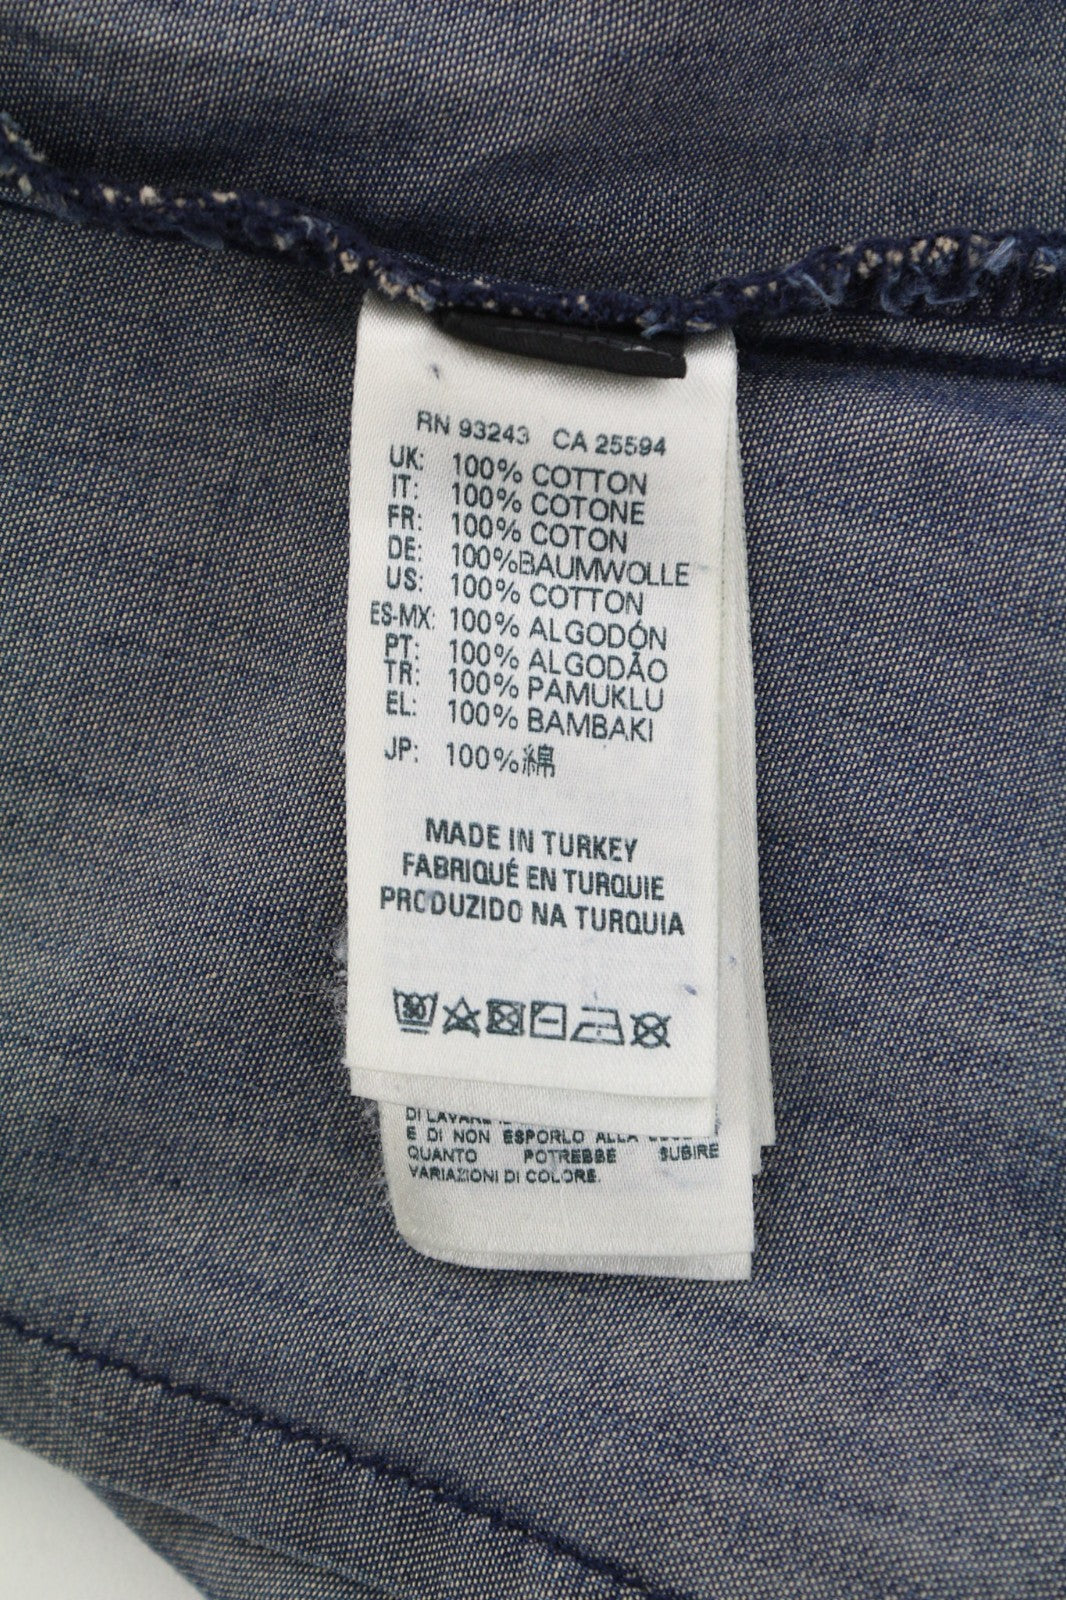 RN 93243 CA 25594
UK: 100% COTTON
IT: 100% COTONE
FR: 100% COTON
DE: 100%BAUMWOLLE
US: 100% COTTON
ES-MX: 100% ALGODÓN
PT: 100% ALGODÃO
TR: 100% PAMUKLU
EL: 100% BAMBAKI
JP: 100%綿
MADE IN TURKEY
FABRIQUÉ EN TURQUIE
PRODUZIDO NA TURQUIA
30
DI LAVARE
E DI NON ESPORLO ALLA
QUANTO POTREBBE SUBIRE
VARIAZIONI DI COLORE.